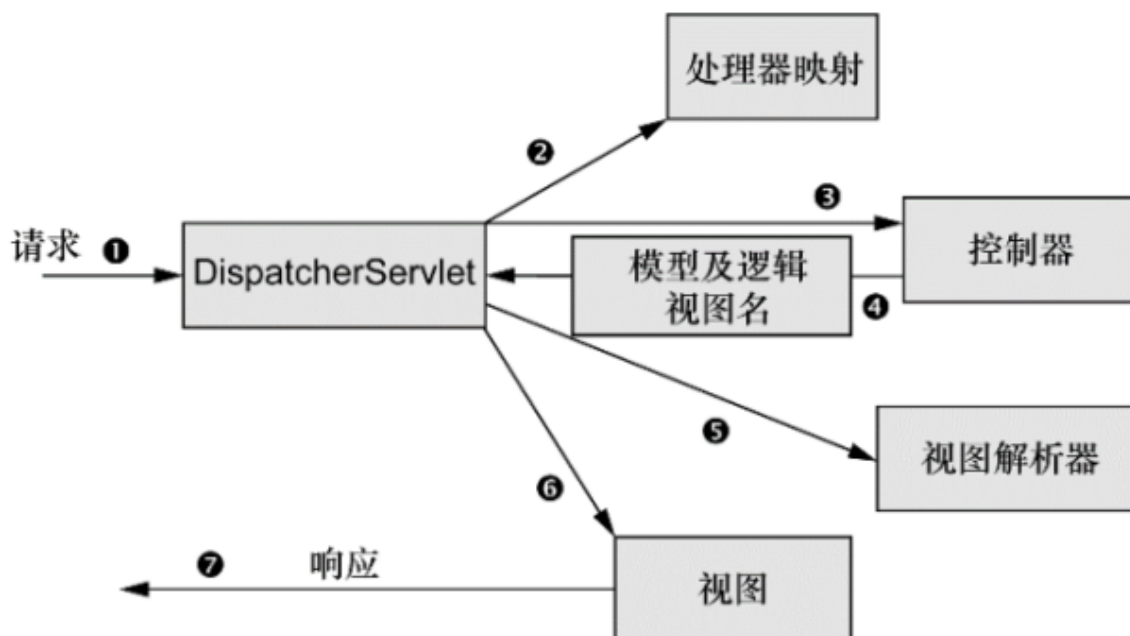 处理器映射
❷
❸
请求 ❶
DispatcherServlet
模型及逻辑
视图名
控制器
❹
❺
视图解析器
❻
❼ 响应
视图